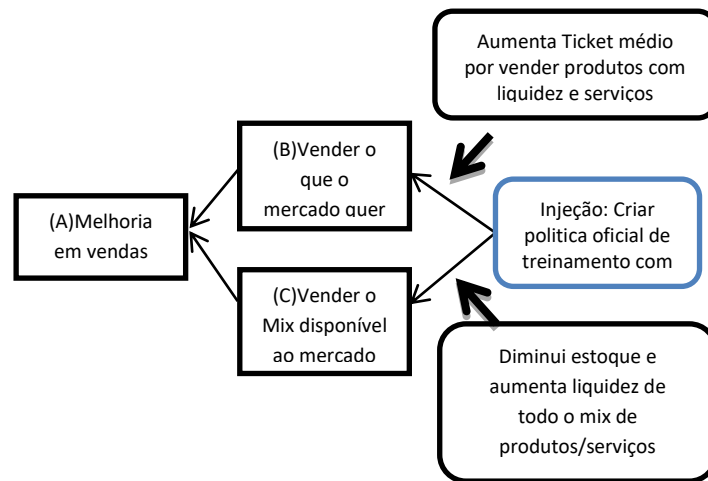 Aumenta Ticket médio
por vender produtos com
liquidez e serviços
(B)Vender o
que o
mercado quer
(A)Melhoria
em vendas
Injeção: Criar
politica oficial de
treinamento com
(C)Vender o
Mix disponível
ao mercado
Diminui estoque e
aumenta liquidez de
todo o mix de
produtos/serviços